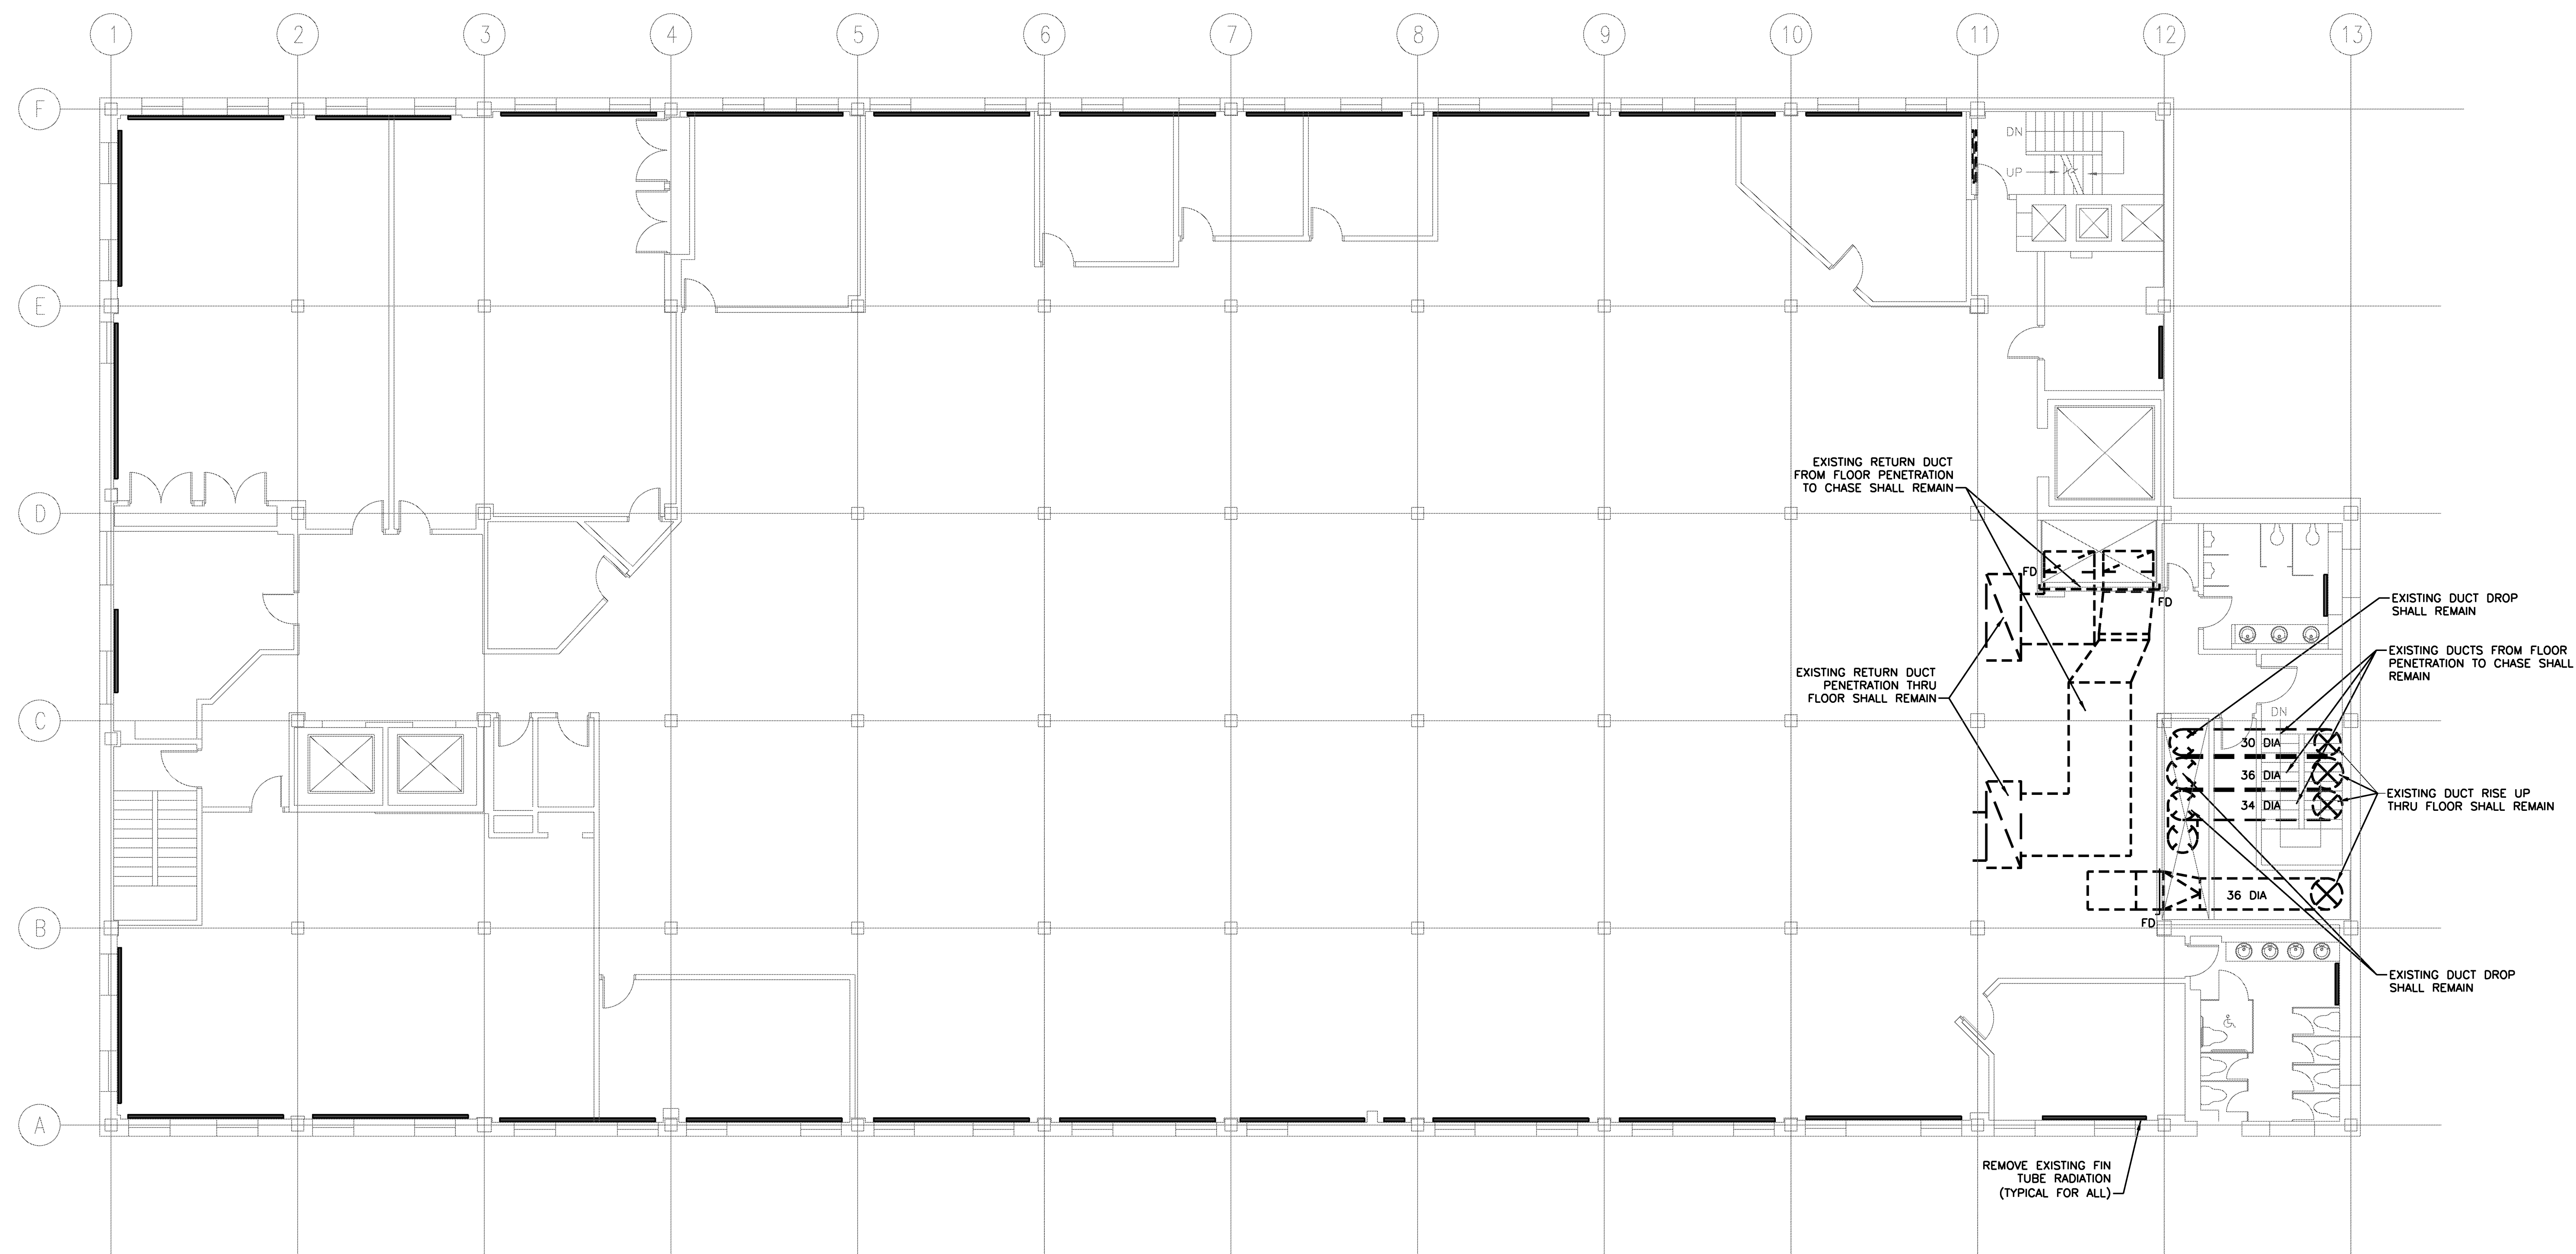 1
2
3
4
5
6
7
8
9
10
11
12
13
F
DN
UP
E
EXISTING RETURN DUCT
FROM FLOOR PENETRATION
TO CHASE SHALL REMAIN
D
FD
FD
EXISTING DUCT DROP
SHALL REMAIN
EXISTING DUCTS FROM FLOOR
PENETRATION TO CHASE SHALL
REMAIN
EXISTING RETURN DUCT
PENETRATION THRU
FLOOR SHALL REMAIN
C
DN
30 DIA
36 DIA
34 DIA
EXISTING DUCT RISE UP
THRU FLOOR SHALL REMAIN
36 DIA
FD
B
EXISTING DUCT DROP
SHALL REMAIN
A
REMOVE EXISTING FIN
TUBE RADIATION
(TYPICAL FOR ALL)